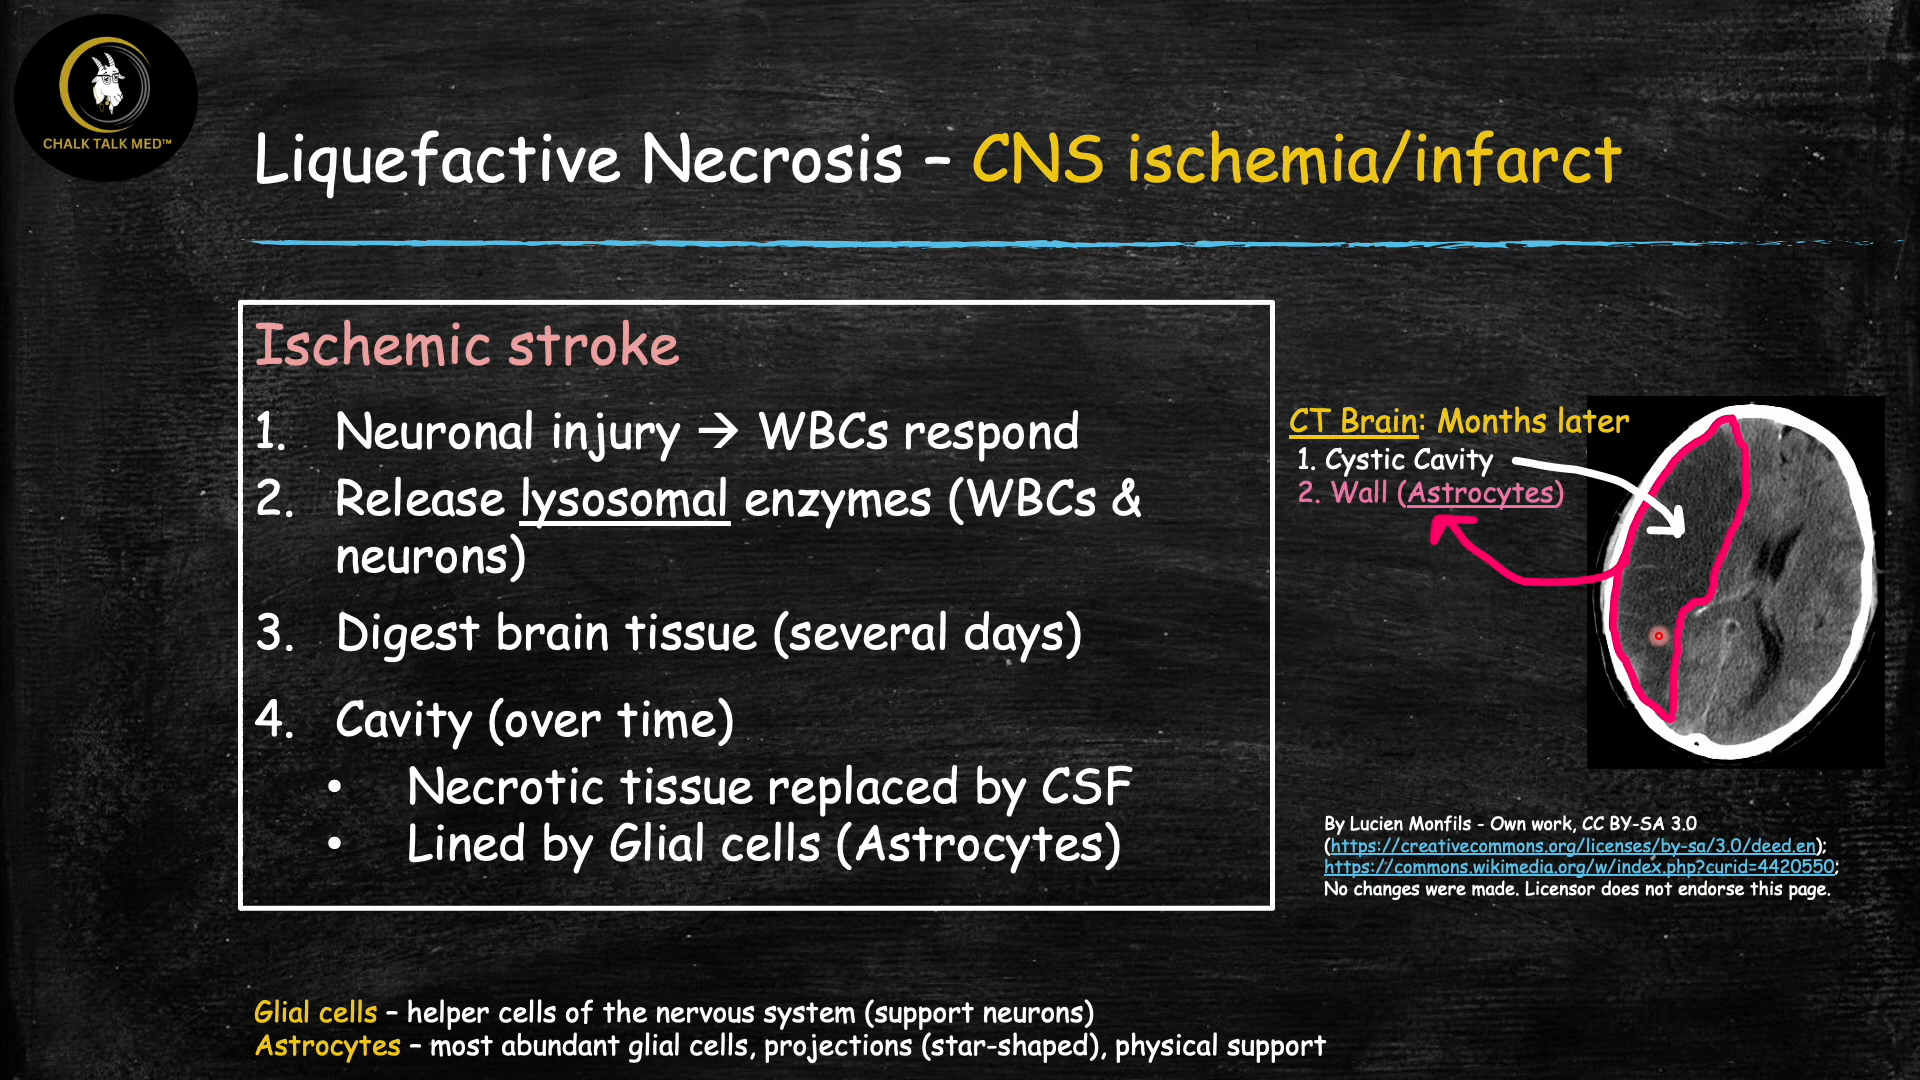 CHALK TALK MED™
Liquefactive Necrosis – CNS ischemia/infarct
Ischemic stroke
1. Neuronal injury → WBCs respond
2. Release lysosomal enzymes (WBCs &
neurons)
3. Digest brain tissue (several days)
4. Cavity (over time)
• Necrotic tissue replaced by CSF
• Lined by Glial cells (Astrocytes)
CT Brain: Months later
1. Cystic Cavity
2. Wall (Astrocytes)
By Lucien Monfils - Own work, CC BY-SA 3.0
(https://creativecommons.org/licenses/by-sa/3.0/deed.en);
https://commons.wikimedia.org/w/index.php?curid=4420550;
No changes were made. Licensor does not endorse this page.
Glial cells – helper cells of the nervous system (support neurons)
Astrocytes – most abundant glial cells, projections (star-shaped), physical support